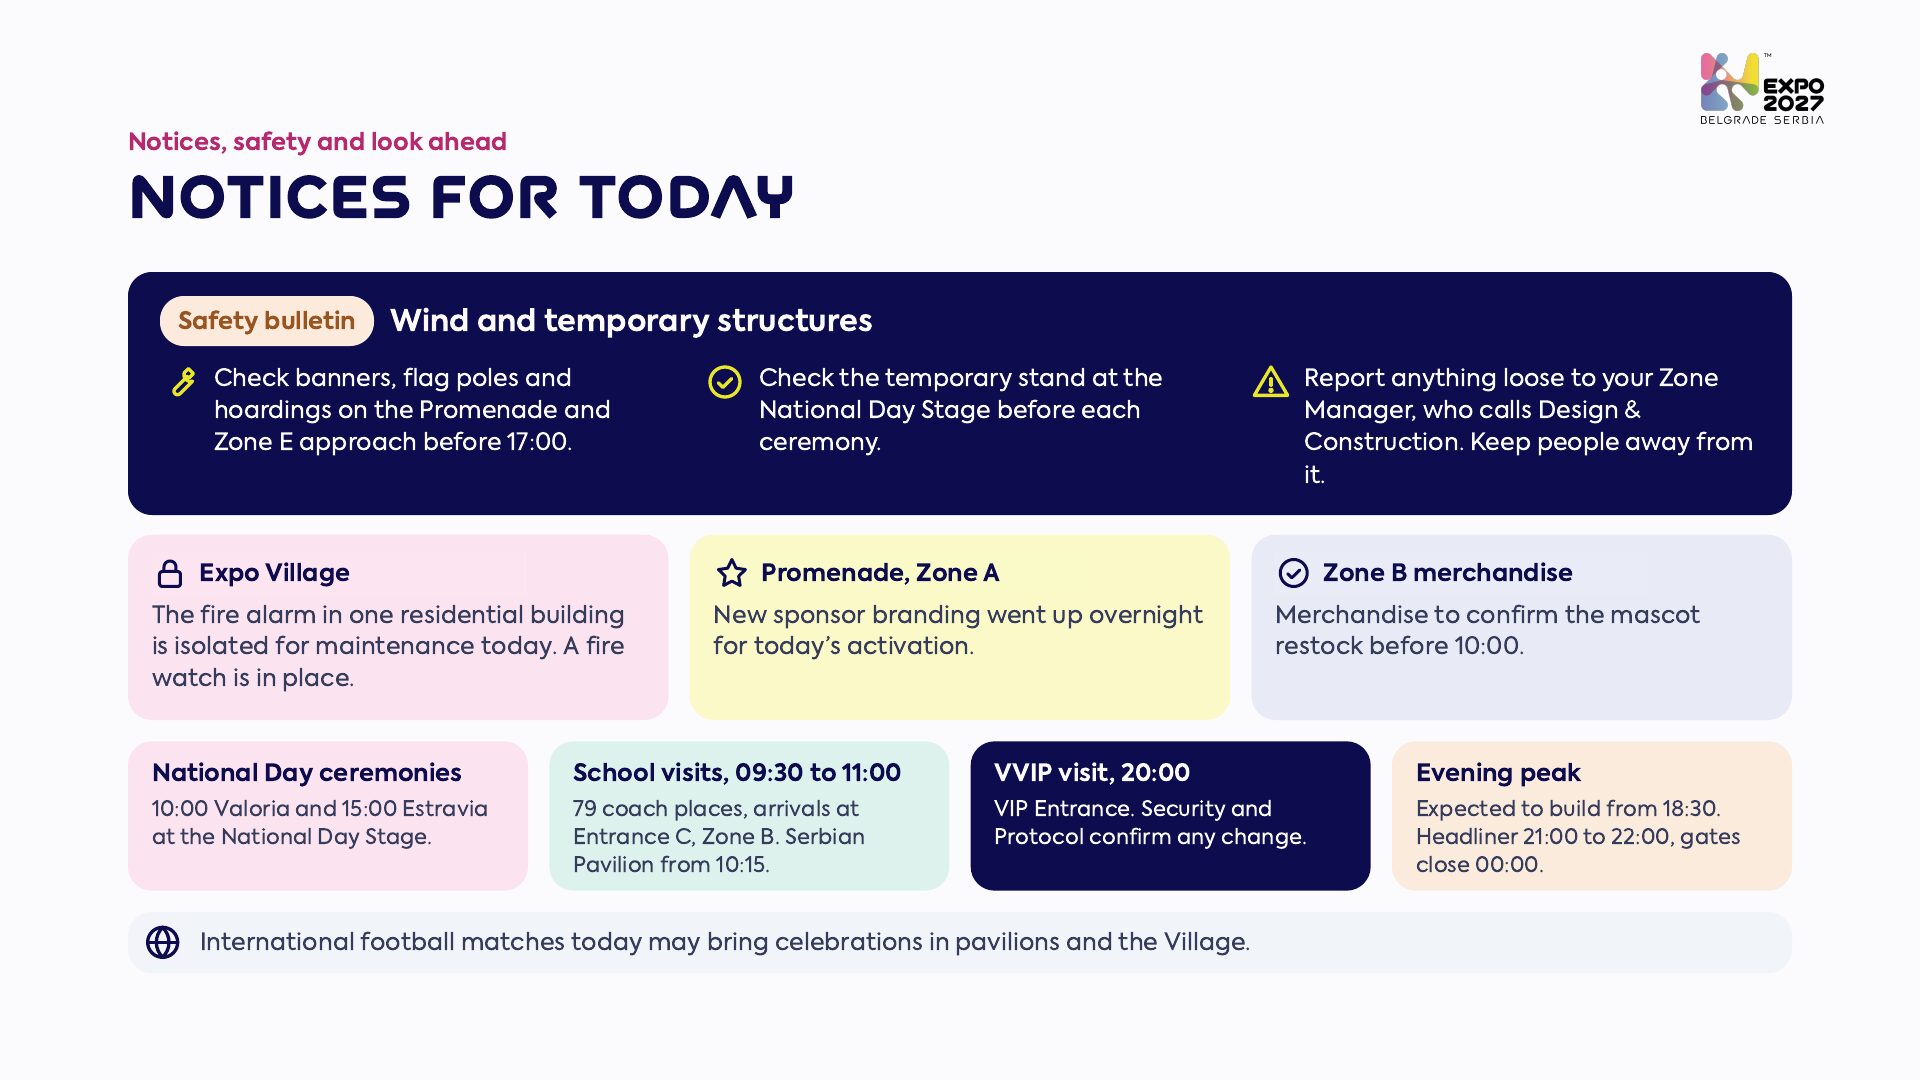 EXPO
2027
BELGRADE SERBIA
TM
Notices, safety and look ahead
NOTICES FOR TODAY
Safety bulletin
Wind and temporary structures
Check banners, flag poles and
hoardings on the Promenade and
Zone E approach before 17:00.
Check the temporary stand at the
National Day Stage before each
ceremony.
Report anything loose to your Zone
Manager, who calls Design &
Construction. Keep people away from
it.
Expo Village
The fire alarm in one residential building
is isolated for maintenance today. A fire
watch is in place.
Promenade, Zone A
New sponsor branding went up overnight
for today’s activation.
Zone B merchandise
Merchandise to confirm the mascot
restock before 10:00.
National Day ceremonies
10:00 Valoria and 15:00 Estravia
at the National Day Stage.
School visits, 09:30 to 11:00
79 coach places, arrivals at
Entrance C, Zone B. Serbian
Pavilion from 10:15.
VVIP visit, 20:00
VIP Entrance. Security and
Protocol confirm any change.
Evening peak
Expected to build from 18:30.
Headliner 21:00 to 22:00, gates
close 00:00.
International football matches today may bring celebrations in pavilions and the Village.